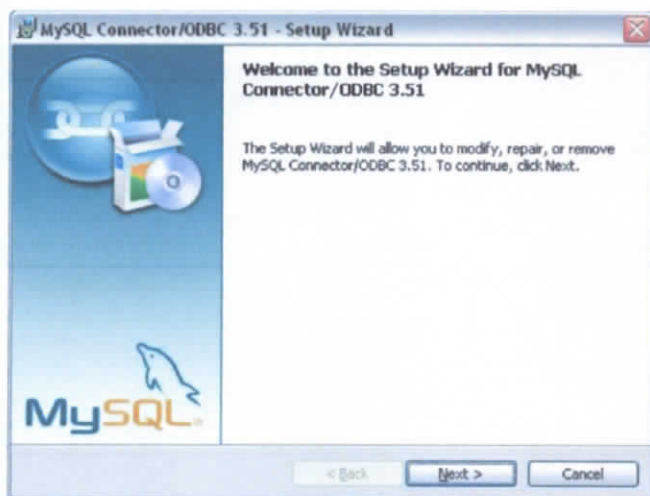 MySQL Connector/ODBC 3.51 - Setup Wizard
Welcome to the Setup Wizard for MySQL
Connector/ODBC 3.51
The Setup Wizard will allow you to modify, repair, or remove
MySQL Connector/ODBC 3.51. To continue, click Next.
MySQL
< Back
Next >
Cancel